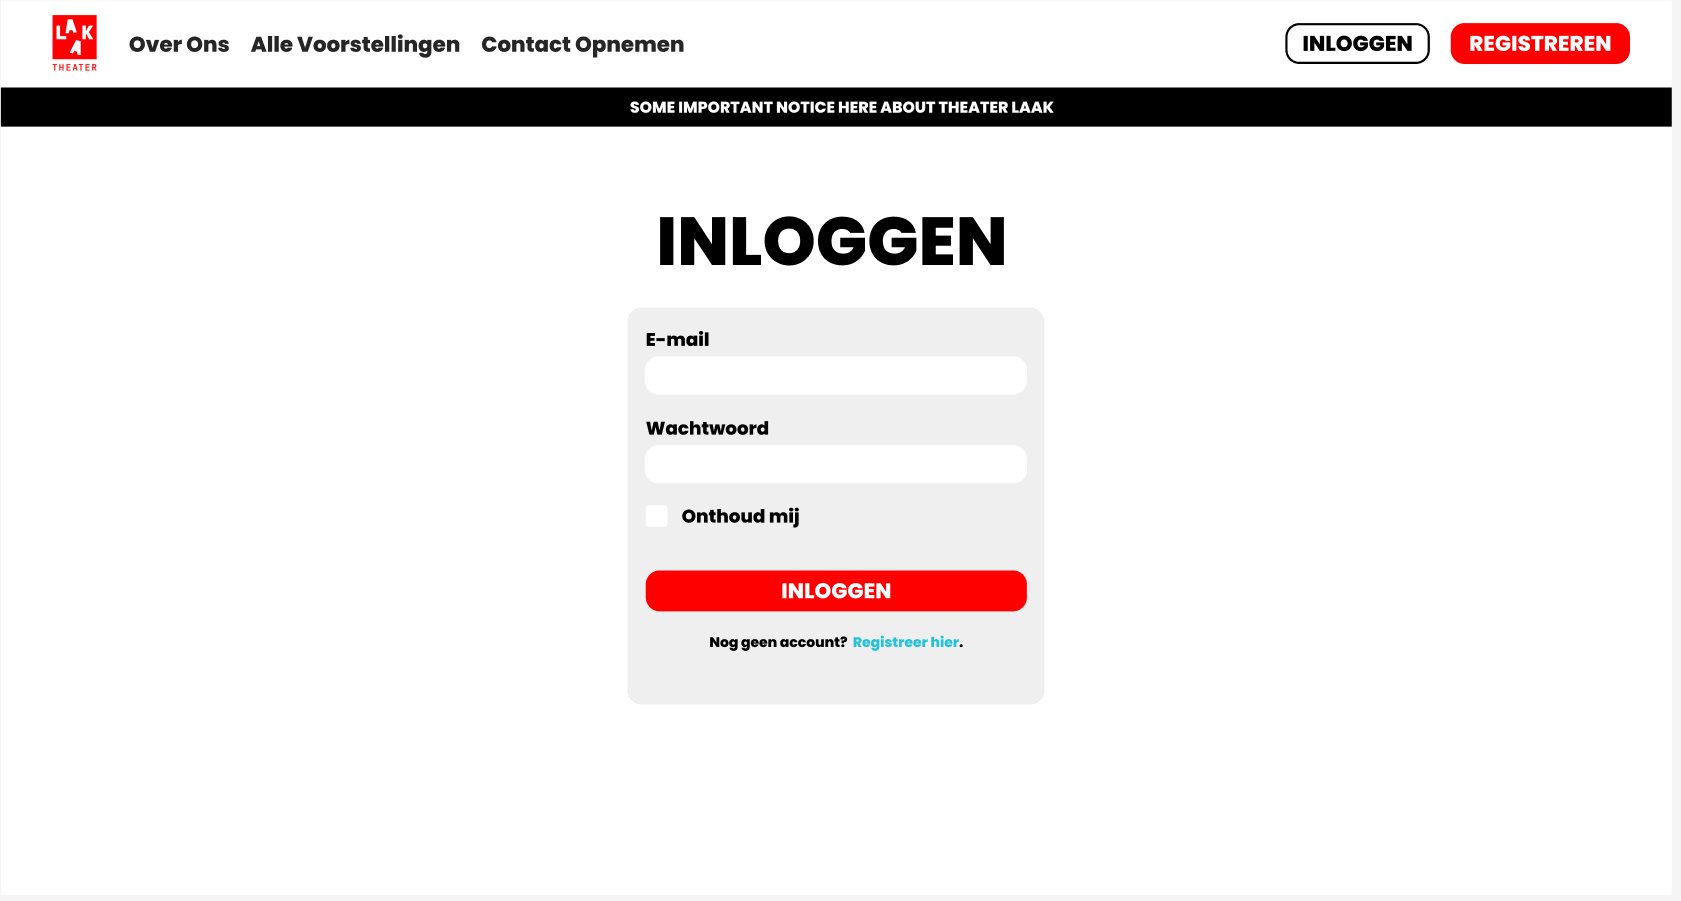 LAK
A
THEATER
Over Ons Alle Voorstellingen Contact Opnemen
INLOGGEN REGISTREREN
SOME IMPORTANT NOTICE HERE ABOUT THEATER LAAK
INLOGGEN
E-mail
Wachtwoord
Onthoud mij
INLOGGEN
Nog geen account? Registreer hier.